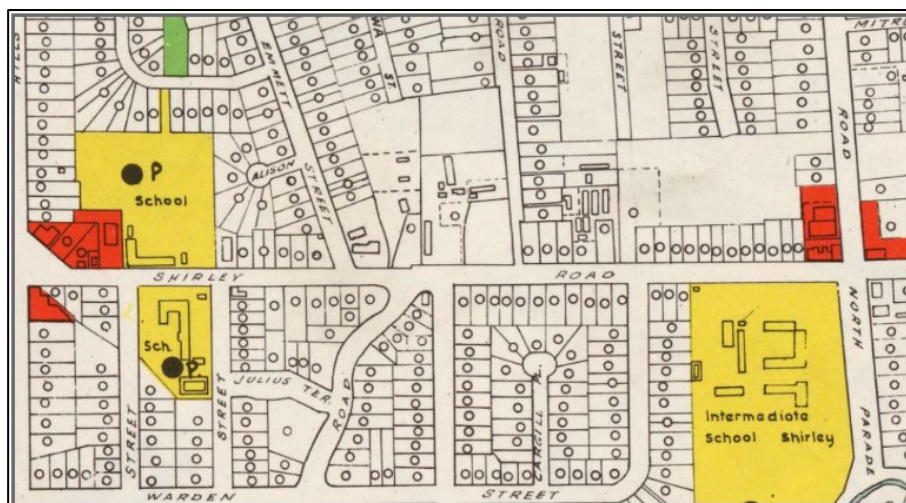 HILLS
EMMETT
STREET
WA
ST.
ROAD
STREET
STREET
MITRE
ROAD
P
School
ALISON
SHIRLEY
ROAD
Sch.
P.
JULIUS TER.
ROAD
CARGILL PL.
Intermediate
School Shirley
NORTH
PARADE
STREET
STREET
WARDEN
STREET